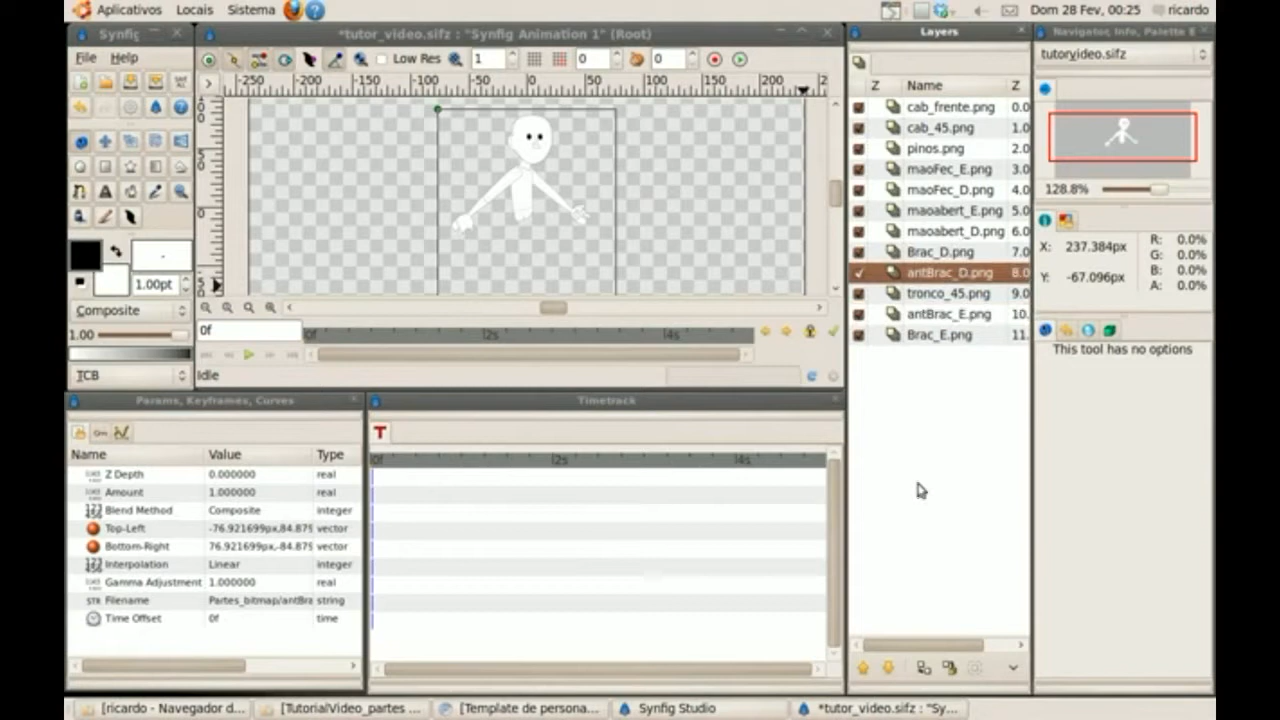 Aplicativos Locais Sistema Dom 28 Fev, 00:25 ricardo
Synfig
*tutor_video.sifz : "Synfig Animation 1" (Root)
Layers
Navigator, Info, Palette E
File Help
Low Res 1 0 0
tutorvideo.sifz
-250 -200 -150 -100 -50 0 50 100 150 200
Z Name Z
cab_frente.png 0.0
cab_45.png 1.0
pinos.png 2.0
maoFec_E.png 3.0
maoFec_D.png 4.0
maoabert_E.png 5.0
maoabert_D.png 6.0
Brac_D.png 7.0
antBrac_D.png 8.0
tronco_45.png 9.0
antBrac_E.png 10.
Brac_E.png 11.
128.8%
X: 237.384px
Y: -67.096px
R: 0.0%
G: 0.0%
B: 0.0%
A: 0.0%
This tool has no options
1.00pt
Composite
1.00
TCB
0f
0f 2s 4s
Idle
Params, Keyframes, Curves
Timetrack
Name Value Type
0f 2s 4s
Z Depth 0.000000 real
Amount 1.000000 real
Blend Method Composite integer
Top-Left -76.921699px,84.879 vector
Bottom-Right 76.921699px,-84.879 vector
Interpolation Linear integer
Gamma Adjustment 1.000000 real
STR Filename Partes_bitmap/antBra string
Time Offset 0f time
[ricardo - Navegador d...
[TutorialVideo_partes ...
[Template de persona...
Synfig Studio
*tutor_video.sifz : "Sy...